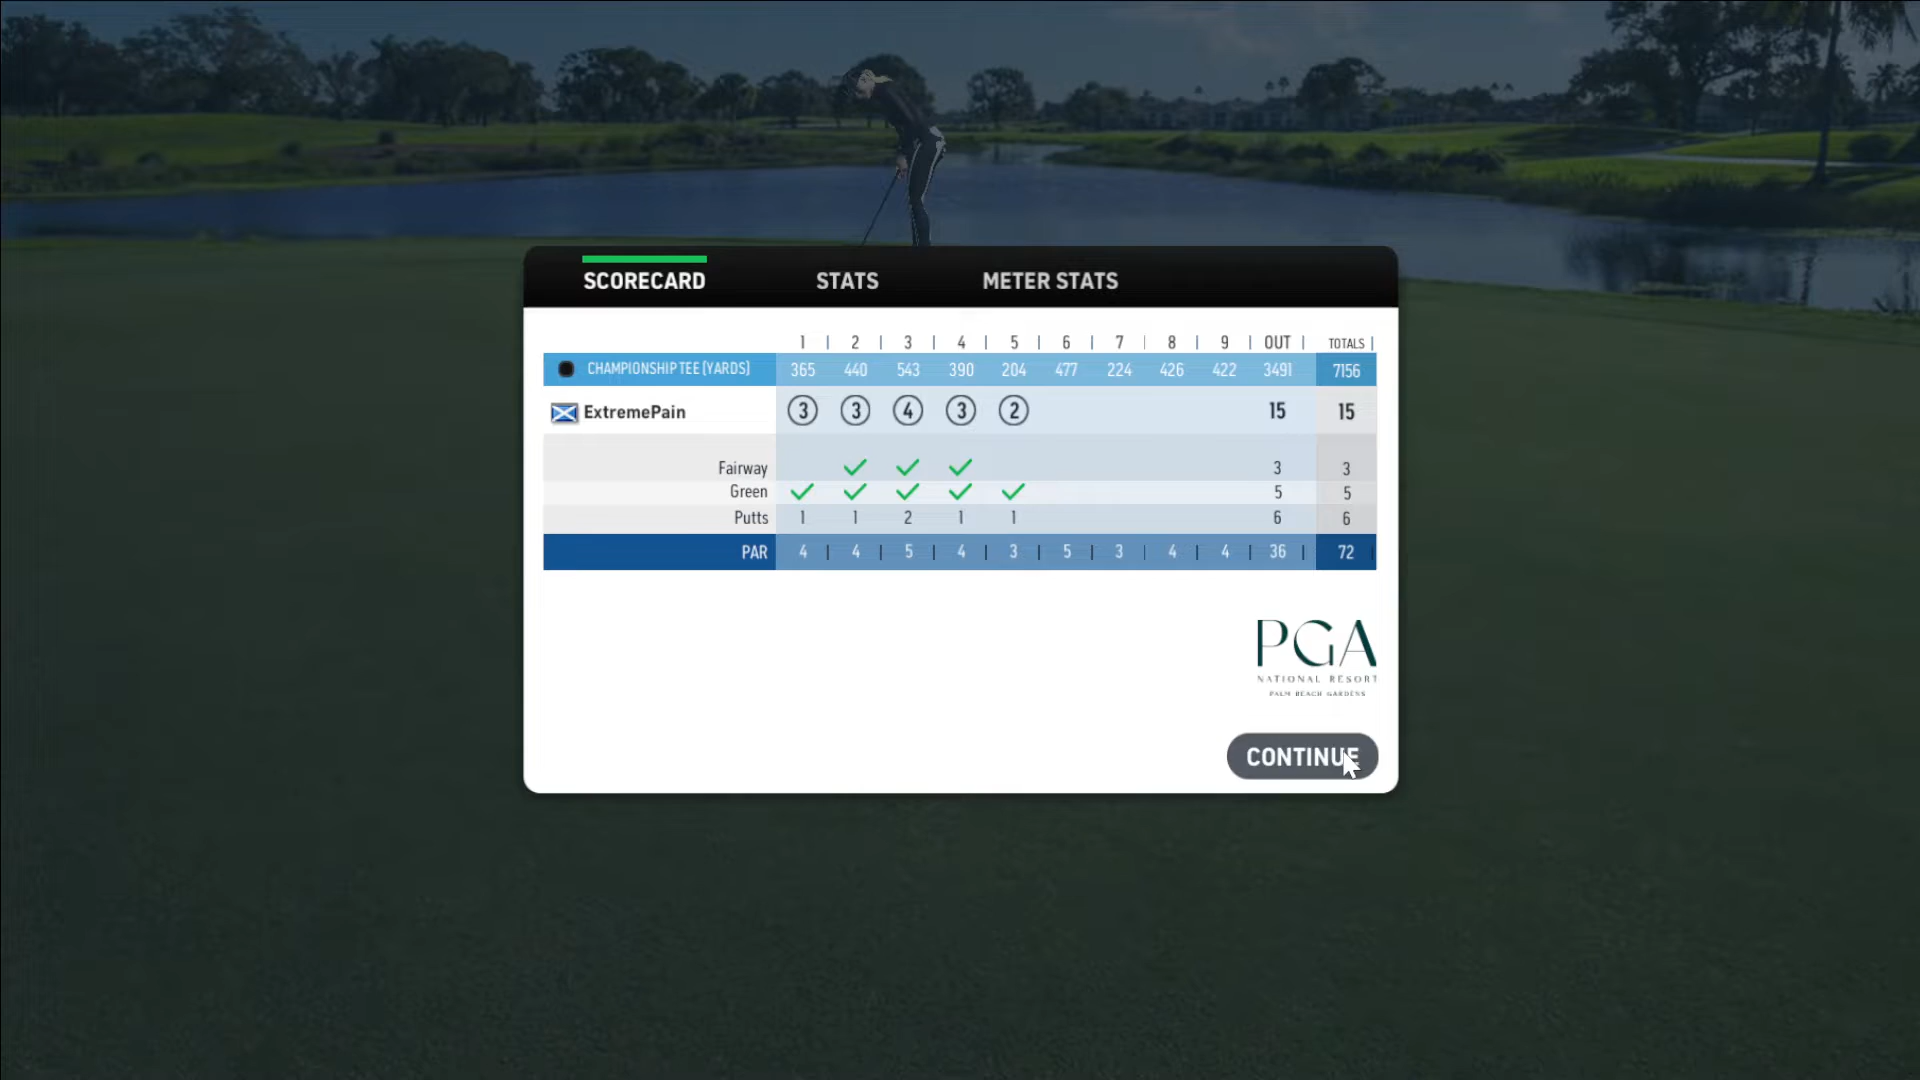 SCORECARD STATS METER STATS
1 | 2 | 3 | 4 | 5 | 6 | 7 | 8 | 9 | OUT | TOTALS |
CHAMPIONSHIP TEE (YARDS) 365 440 543 390 204 477 224 426 422 3491 7156
ExtremePain 3 3 4 3 2 15 15
Fairway 3 3
Green 5 5
Putts 1 1 2 1 1 6 6
PAR 4 | 4 | 5 | 4 | 3 | 5 | 3 | 4 | 4 | 36 | 72
PGA
NATIONAL RESORT
PALM BEACH GARDENS
CONTINUE